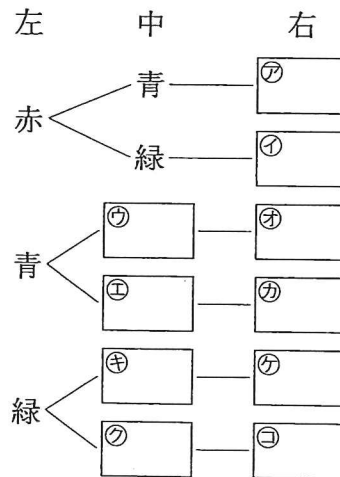 左 中 右
赤 青 ㋐
緑 ㋑
青 ㋒ ㋔
㋓ ㋕
緑 ㋖ ㋘
㋗ ㋙